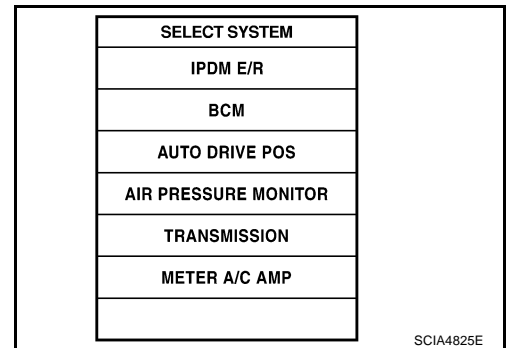 SELECT SYSTEM
IPDM E/R
BCM
AUTO DRIVE POS
AIR PRESSURE MONITOR
TRANSMISSION
METER A/C AMP
SCIA4825E